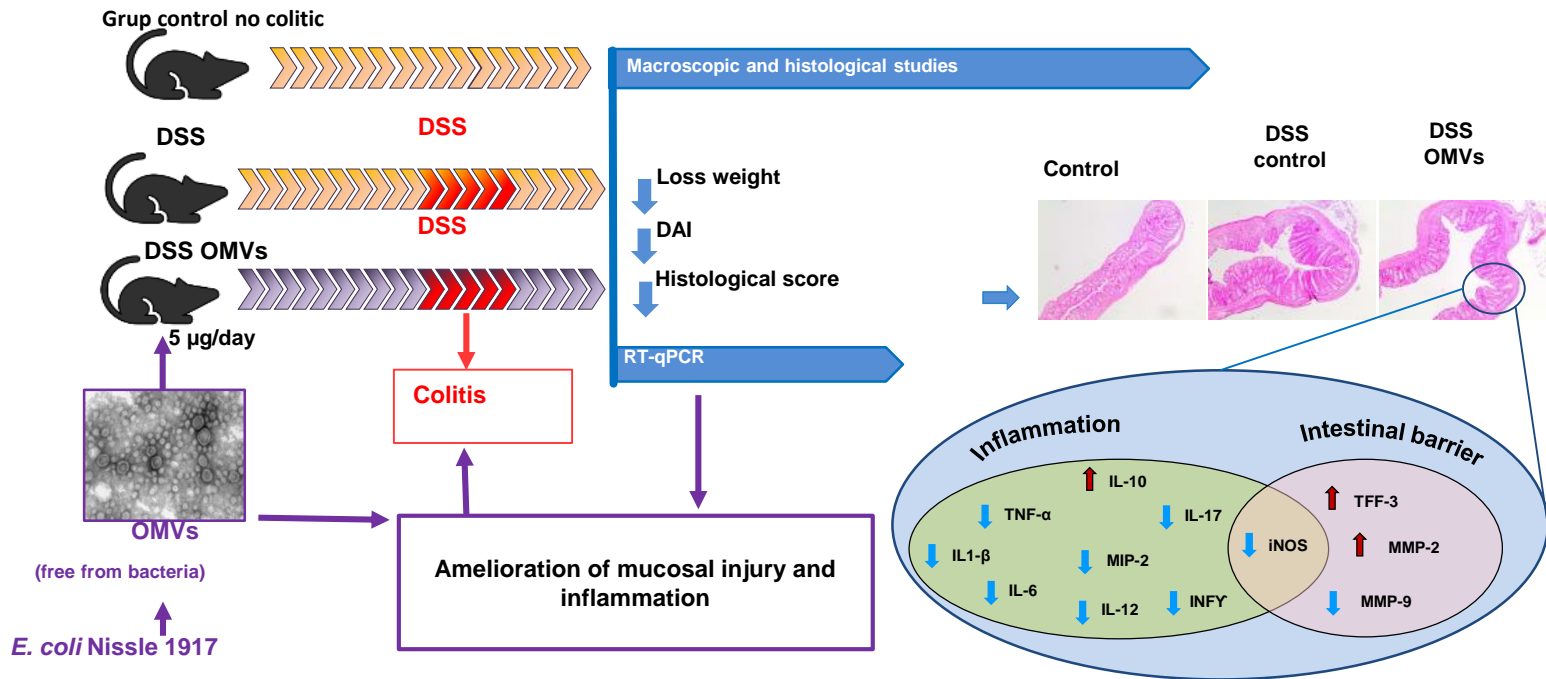 Grup control no colitic
Macroscopic and histological studies
DSS
DSS
Loss weight
DSS
DAI
DSS OMVs
Histological score
5 µg/day
RT-qPCR
Colitis
OMVs
(free from bacteria)
E. coli Nissle 1917
Amelioration of mucosal injury and
inflammation
Control
DSS
control
DSS
OMVs
Inflammation
Intestinal barrier
IL-10
TNF-α
IL-17
IL1-β
MIP-2
IL-6
IL-12
INFϒ
iNOS
TFF-3
MMP-2
MMP-9